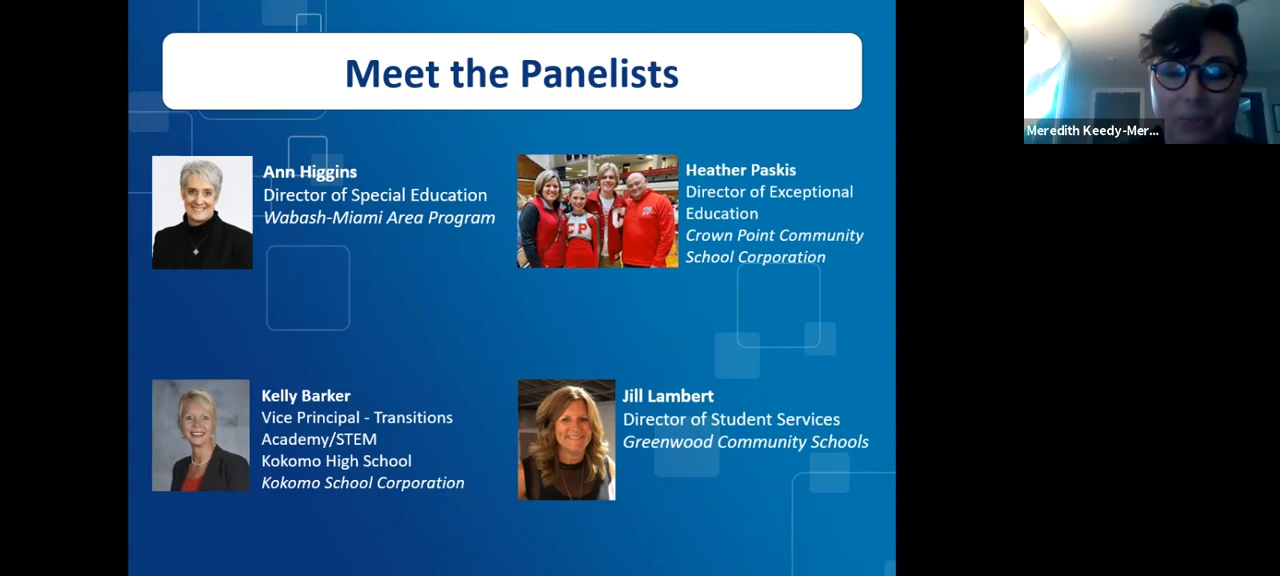 Meet the Panelists
Meredith Keedy-Mer...
Ann Higgins
Director of Special Education
Wabash-Miami Area Program
Heather Paskis
Director of Exceptional
Education
Crown Point Community
School Corporation
CP
C
Kelly Barker
Vice Principal - Transitions
Academy/STEM
Kokomo High School
Kokomo School Corporation
Jill Lambert
Director of Student Services
Greenwood Community Schools